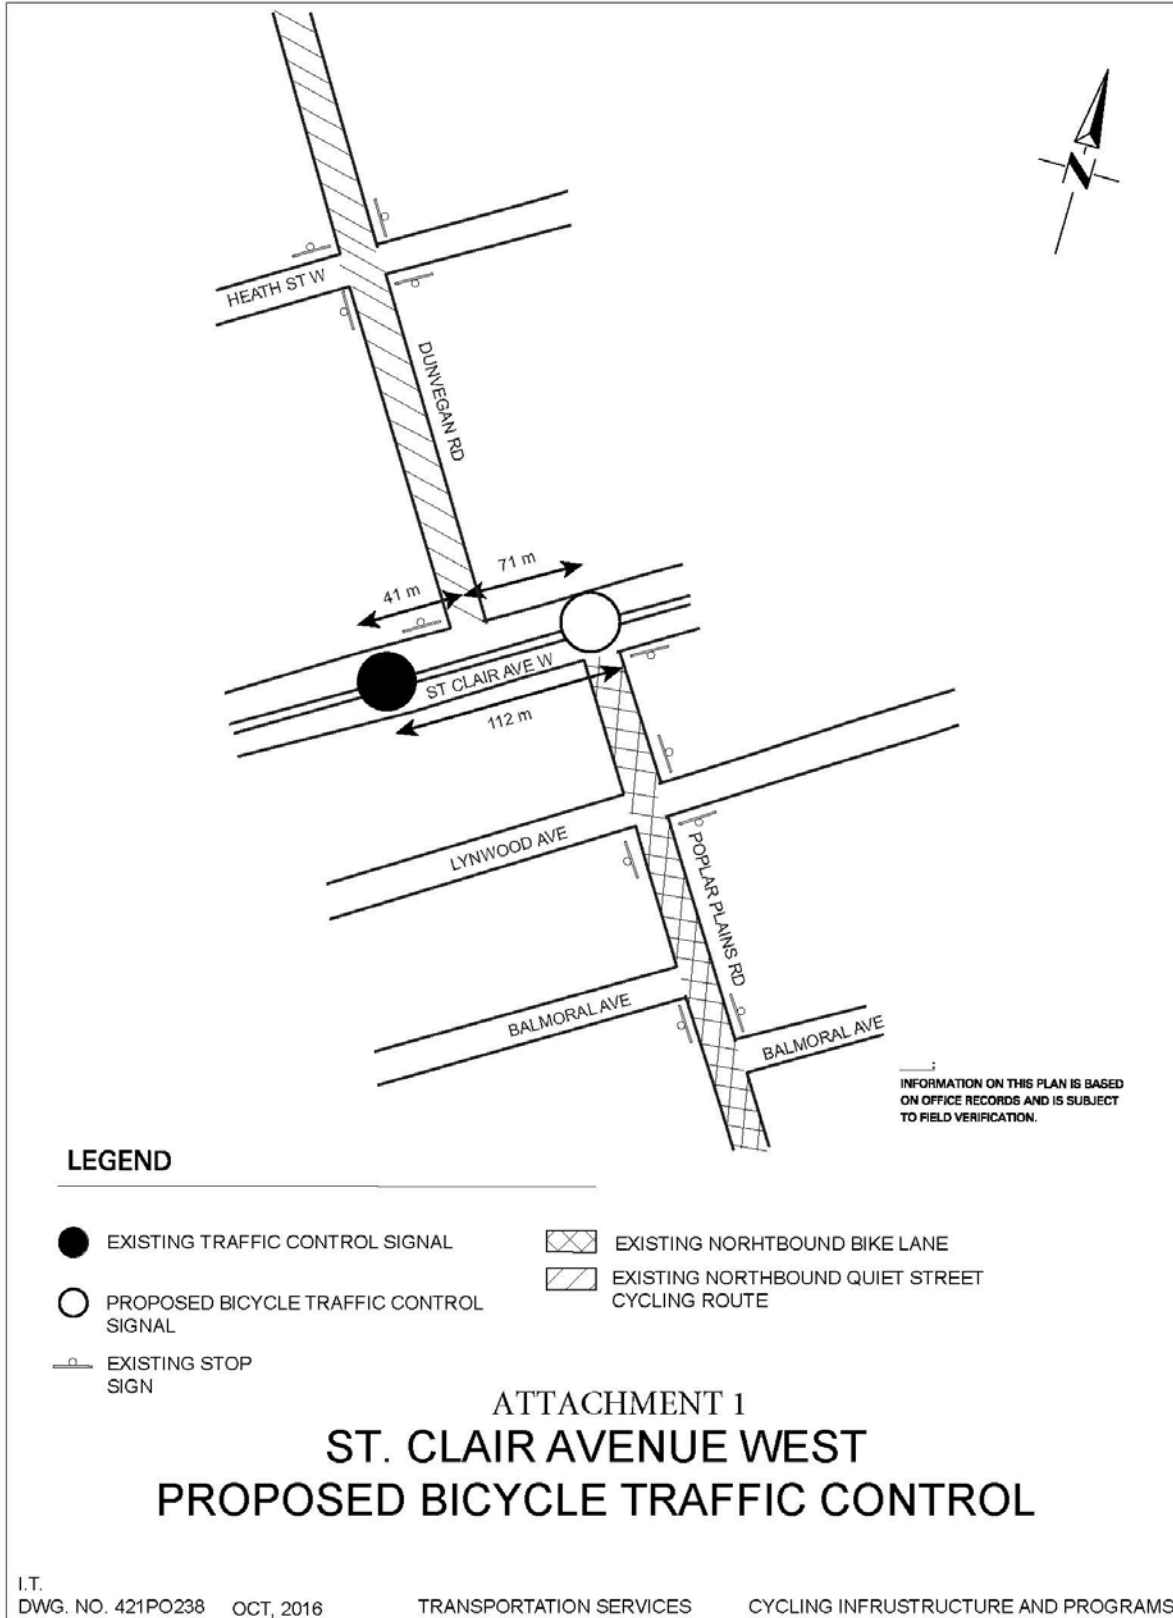 N
HEATH ST W
DUNVEGAN RD
71 m
41 m
ST CLAIR AVE W
112 m
LYNWOOD AVE
POPLAR PLAINS RD
BALMORAL AVE
BALMORAL AVE
INFORMATION ON THIS PLAN IS BASED
ON OFFICE RECORDS AND IS SUBJECT
TO FIELD VERIFICATION.
LEGEND
EXISTING TRAFFIC CONTROL SIGNAL
PROPOSED BICYCLE TRAFFIC CONTROL
SIGNAL
EXISTING STOP
SIGN
EXISTING NORHTBOUND BIKE LANE
EXISTING NORTHBOUND QUIET STREET
CYCLING ROUTE
ATTACHMENT 1
ST. CLAIR AVENUE WEST
PROPOSED BICYCLE TRAFFIC CONTROL
I.T.
DWG. NO. 421PO238 OCT, 2016 TRANSPORTATION SERVICES CYCLING INFRUSTRUCTURE AND PROGRAMS